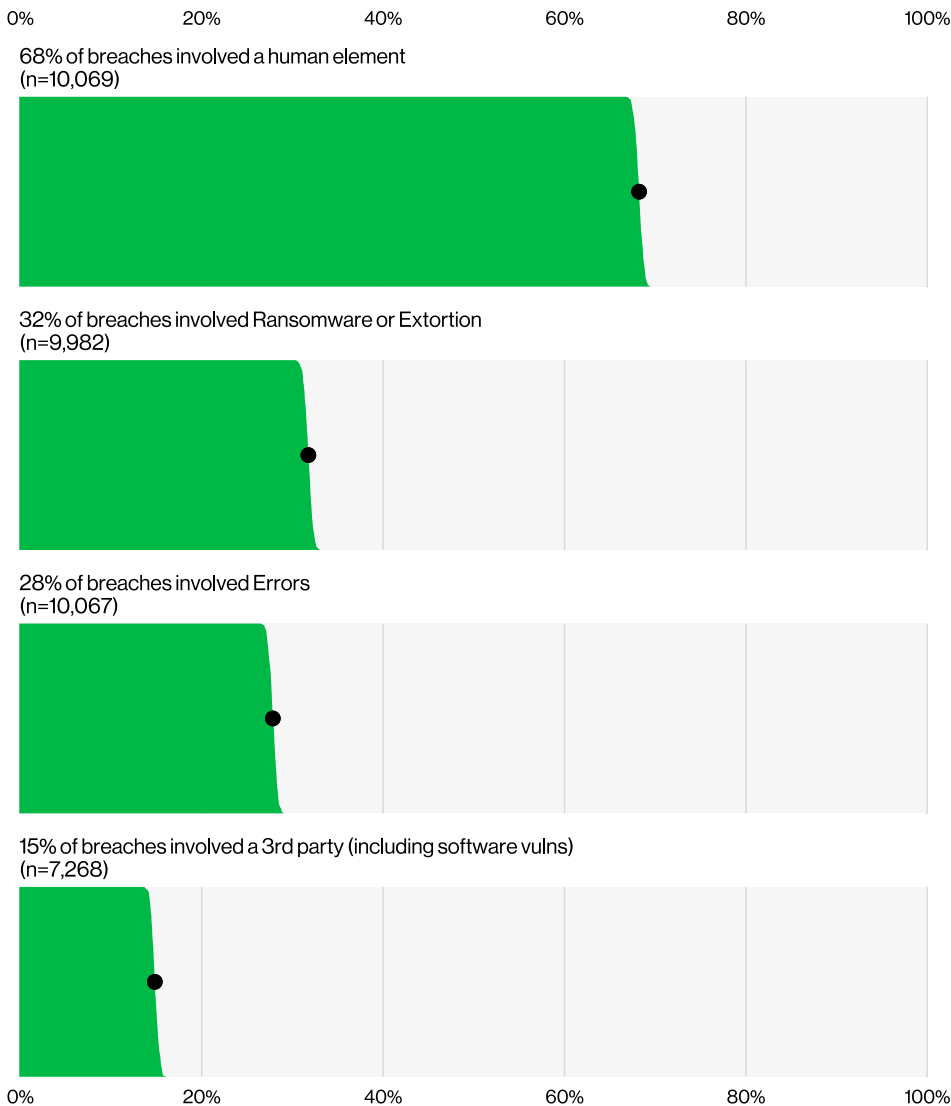 0% 20% 40% 60% 80% 100%
68% of breaches involved a human element
(n=10,069)
32% of breaches involved Ransomware or Extortion
(n=9,982)
28% of breaches involved Errors
(n=10,067)
15% of breaches involved a 3rd party (including software vulns)
(n=7,268)
0% 20% 40% 60% 80% 100%